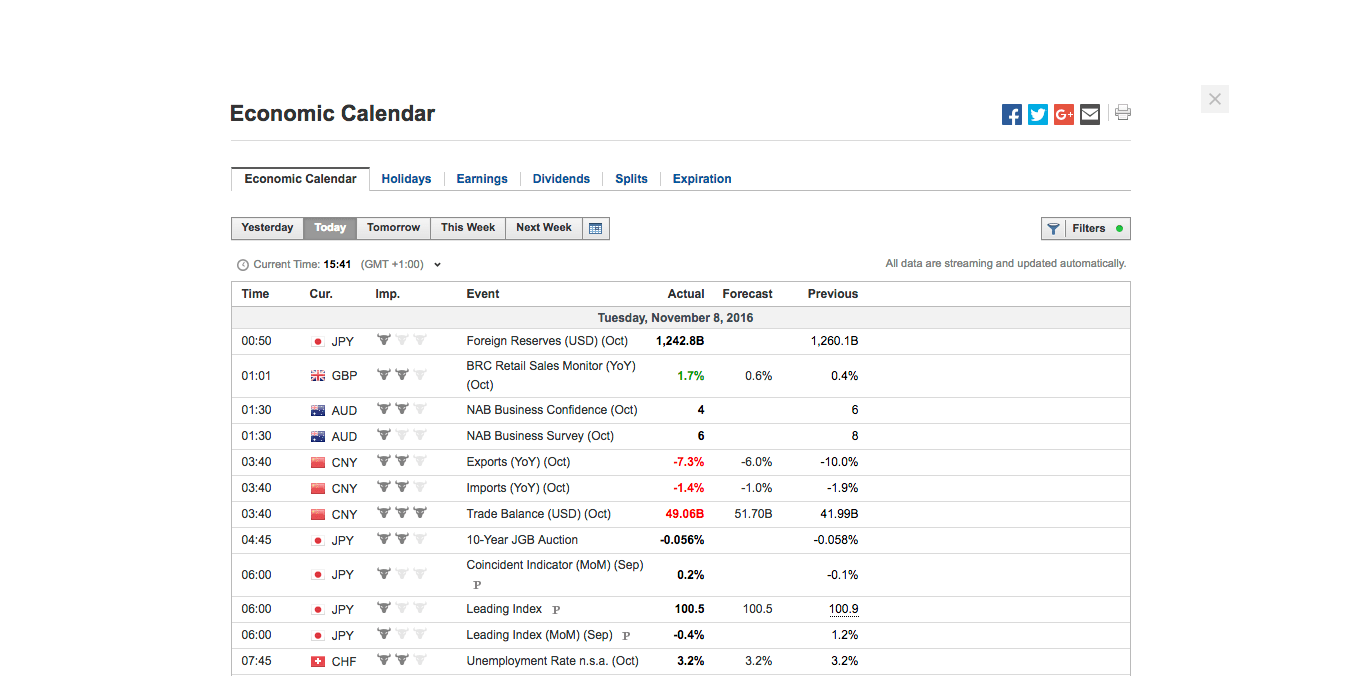 Economic Calendar
Economic Calendar Holidays Earnings Dividends Splits Expiration
Yesterday Today Tomorrow This Week Next Week Filters
Current Time: 15:41 (GMT +1:00) All data are streaming and updated automatically.
Time Cur. Imp. Event Actual Forecast Previous
Tuesday, November 8, 2016
00:50 JPY Foreign Reserves (USD) (Oct) 1,242.8B 1,260.1B
01:01 GBP BRC Retail Sales Monitor (YoY) (Oct) 1.7% 0.6% 0.4%
01:30 AUD NAB Business Confidence (Oct) 4 6
01:30 AUD NAB Business Survey (Oct) 6 8
03:40 CNY Exports (YoY) (Oct) -7.3% -6.0% -10.0%
03:40 CNY Imports (YoY) (Oct) -1.4% -1.0% -1.9%
03:40 CNY Trade Balance (USD) (Oct) 49.06B 51.70B 41.99B
04:45 JPY 10-Year JGB Auction -0.056% -0.058%
06:00 JPY Coincident Indicator (MoM) (Sep) P 0.2% -0.1%
06:00 JPY Leading Index P 100.5 100.5 100.9
06:00 JPY Leading Index (MoM) (Sep) P -0.4% 1.2%
07:45 CHF Unemployment Rate n.s.a. (Oct) 3.2% 3.2% 3.2%